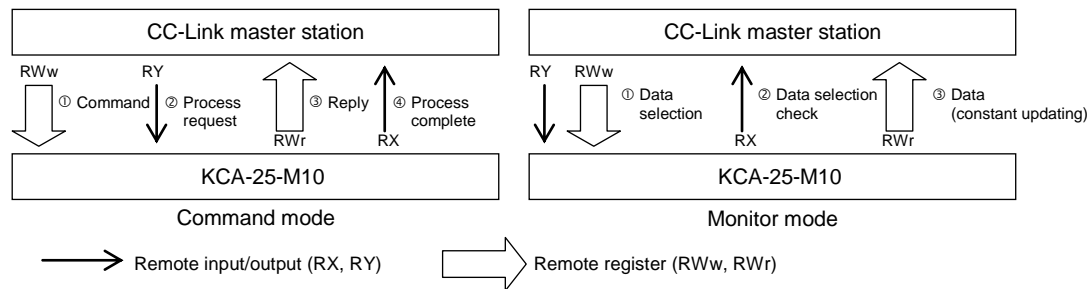 CC-Link master station
RWw RY
① Command ② Process request ③ Reply ④ Process complete
RWr RX
KCA-25-M10
Command mode
CC-Link master station
RY RWw
① Data selection ② Data selection check ③ Data (constant updating)
RX RWr
KCA-25-M10
Monitor mode
Remote input/output (RX, RY)
Remote register (RWw, RWr)